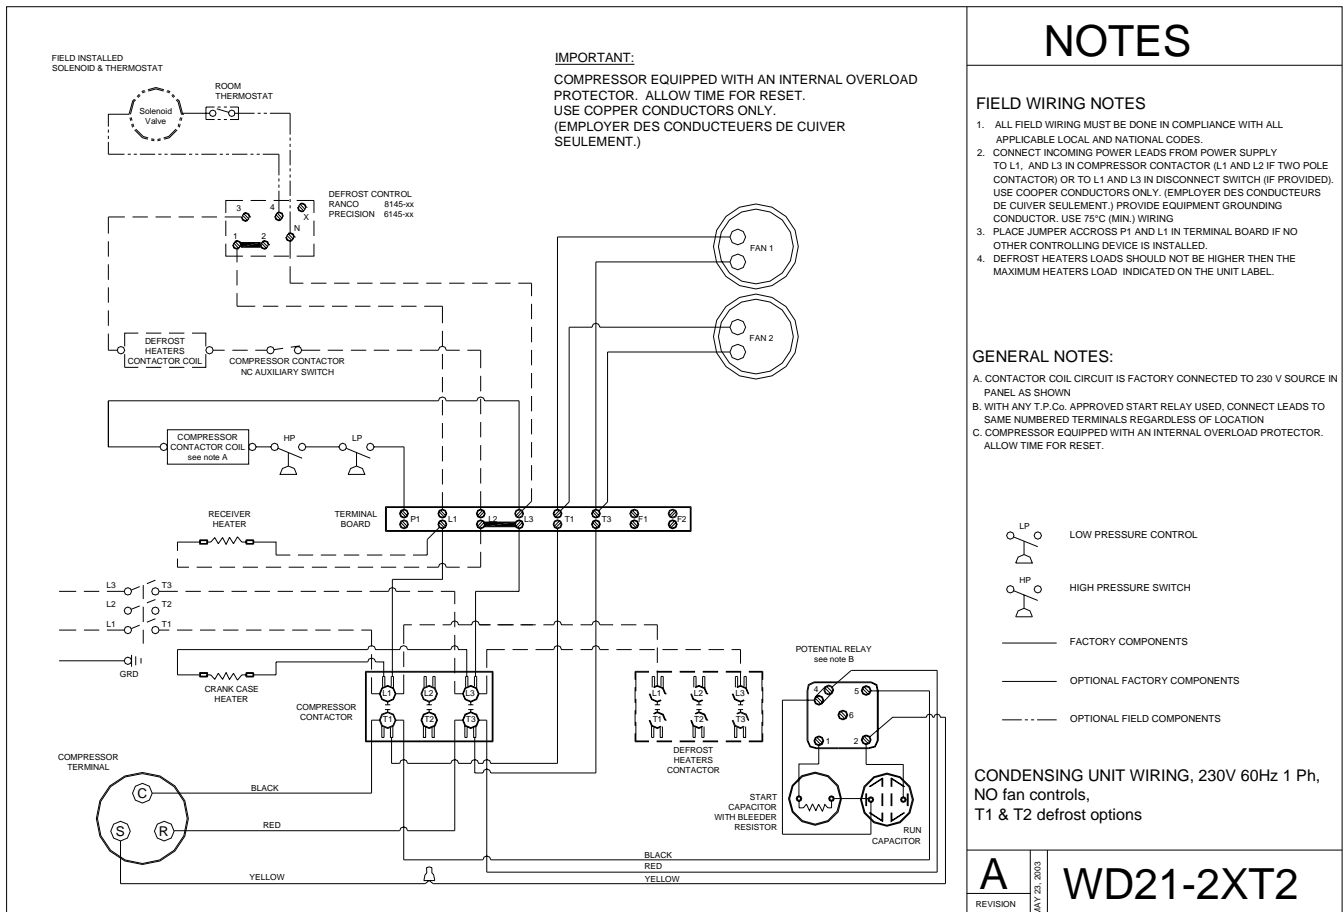 FIELD INSTALLED
SOLENOID & THERMOSTAT
Solenoid
Valve
ROOM
THERMOSTAT
IMPORTANT:
COMPRESSOR EQUIPPED WITH AN INTERNAL OVERLOAD
PROTECTOR. ALLOW TIME FOR RESET.
USE COPPER CONDUCTORS ONLY.
(EMPLOYER DES CONDUCTEUERS DE CUIVER
SEULEMENT.)
DEFROST CONTROL
RANCO 8145-xx
PRECISION 6145-xx
3
4
X
N
1
2
FAN 1
FAN 2
DEFROST
HEATERS
CONTACTOR COIL
COMPRESSOR CONTACTOR
NC AUXILIARY SWITCH
COMPRESSOR
CONTACTOR COIL
see note A
HP
LP
RECEIVER
HEATER
TERMINAL
BOARD
P1
L1
L2
L3
T1
T3
F1
F2
L3
T3
L2
T2
L1
T1
GRD
CRANK CASE
HEATER
COMPRESSOR
CONTACTOR
L1
L2
L3
T1
T2
T3
L1
L2
L3
T1
T2
T3
DEFROST
HEATERS
CONTACTOR
POTENTIAL RELAY
see note B
4
5
6
1
2
START
CAPACITOR
WITH BLEEDER
RESISTOR
RUN
CAPACITOR
COMPRESSOR
TERMINAL
C
S
R
BLACK
RED
YELLOW
BLACK
RED
YELLOW
NOTES
FIELD WIRING NOTES
1. ALL FIELD WIRING MUST BE DONE IN COMPLIANCE WITH ALL
APPLICABLE LOCAL AND NATIONAL CODES.
2. CONNECT INCOMING POWER LEADS FROM POWER SUPPLY
TO L1, AND L3 IN COMPRESSOR CONTACTOR (L1 AND L2 IF TWO POLE
CONTACTOR) OR TO L1 AND L3 IN DISCONNECT SWITCH (IF PROVIDED).
USE COOPER CONDUCTORS ONLY. (EMPLOYER DES CONDUCTEURS
DE CUIVER SEULEMENT.) PROVIDE EQUIPMENT GROUNDING
CONDUCTOR. USE 75°C (MIN.) WIRING
3. PLACE JUMPER ACCROSS P1 AND L1 IN TERMINAL BOARD IF NO
OTHER CONTROLLING DEVICE IS INSTALLED.
4. DEFROST HEATERS LOADS SHOULD NOT BE HIGHER THEN THE
MAXIMUM HEATERS LOAD INDICATED ON THE UNIT LABEL.
GENERAL NOTES:
A. CONTACTOR COIL CIRCUIT IS FACTORY CONNECTED TO 230 V SOURCE IN
PANEL AS SHOWN
B. WITH ANY T.P.Co. APPROVED START RELAY USED, CONNECT LEADS TO
SAME NUMBERED TERMINALS REGARDLESS OF LOCATION
C. COMPRESSOR EQUIPPED WITH AN INTERNAL OVERLOAD PROTECTOR.
ALLOW TIME FOR RESET.
LP
LOW PRESSURE CONTROL
HP
HIGH PRESSURE SWITCH
FACTORY COMPONENTS
OPTIONAL FACTORY COMPONENTS
OPTIONAL FIELD COMPONENTS
CONDENSING UNIT WIRING, 230V 60Hz 1 Ph,
NO fan controls,
T1 & T2 defrost options
A
REVISION
MAY 23, 2003
WD21-2XT2